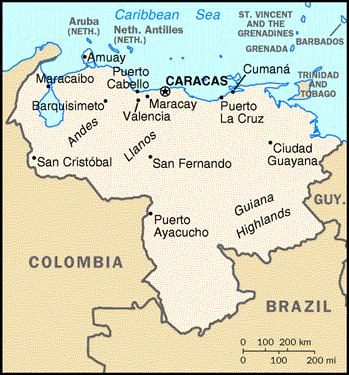 Caribbean Sea
Aruba
(NETH.)
Neth. Antilles
(NETH.)
ST. VINCENT
AND THE
GRENADINES
GRENADA
BARBADOS
TRINIDAD
AND
TOBAGO
Amuay
Maracaibo
Puerto
Cabello
CARACAS
Cumaná
Barquisimeto
Maracay
Valencia
Puerto
La Cruz
Andes
Llanos
San Cristóbal
San Fernando
Ciudad
Guayana
Puerto
Ayacucho
Guiana
Highlands
GUY.
COLOMBIA
BRAZIL
0 100 200 km
0 100 200 mi